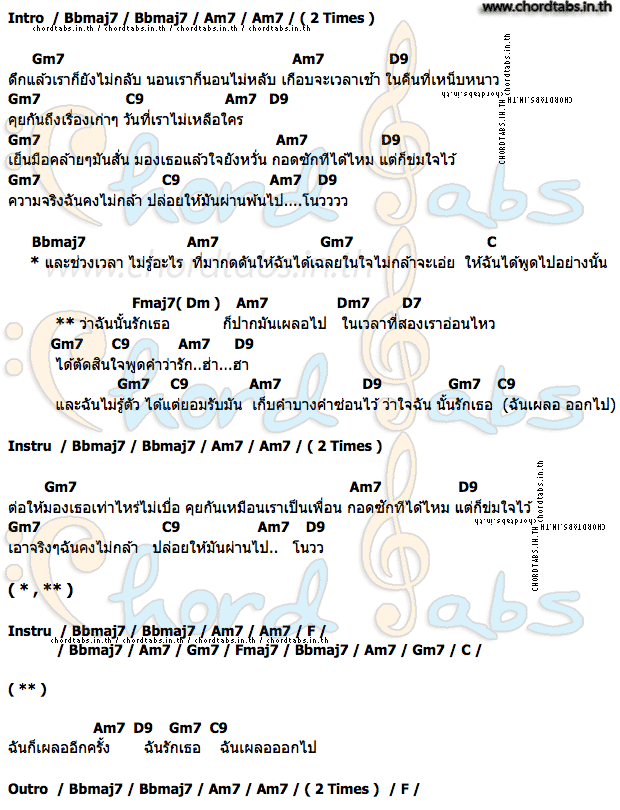 www.chordtabs.in.th
Intro / Bbmaj7 / Bbmaj7 / Am7 / Am7 / ( 2 Times )
chordtabs.in.th / chordtabs.in.th / chordtabs.in.th / chordtabs.in.th
Gm7 Am7 D9
ดึกแล้วเราก็ยังไม่กลับ นอนเราก็นอนไม่หลับ เกือบจะเวลาเช้า ในคืนที่เหน็บหนาว
Gm7 C9 Am7 D9
คุยกันถึงเรื่องเก่าๆ วันที่เราไม่เหลือใคร
chordtabs.in.th
chordtabs.in.th
CHORDTABS.IN.TH
CHORDTABS.IN.TH
Gm7 Am7 D9
เย็นมือคล้ายๆมันสั่น มองเธอแล้วใจยังหวั่น กอดซักทีได้ไหม แต่ก็ข่มใจไว้
Gm7 C9 Am7 D9
ความจริงฉันคงไม่กล้า ปล่อยให้มันผ่านพ้นไป....โนวววว
Bbmaj7 Am7 Gm7 C
* และช่วงเวลา ไม่รู้อะไร ที่มากดดันให้ฉันได้เฉลยในใจไม่กล้าจะเอ่ย ให้ฉันได้พูดไปอย่างนั้น
www.chordtabs.in.th
Fmaj7( Dm ) Am7 Dm7 D7
** ว่าฉันนั้นรักเธอ ก็ปากมันเผลอไป ในเวลาที่สองเราอ่อนไหว
Gm7 C9 Am7 D9
ได้ตัดสินใจพูดคำว่ารัก..ฮ่า...ฮา
Gm7 C9 Am7 D9 Gm7 C9
และฉันไม่รู้ตัว ได้แต่ยอมรับมัน เก็บคำบางคำซ่อนไว้ ว่าใจฉัน นั้นรักเธอ (ฉันเผลอ ออกไป)
Instru / Bbmaj7 / Bbmaj7 / Am7 / Am7 / ( 2 Times )
Gm7 Am7 D9
ต่อให้มองเธอเท่าไหร่ไม่เบื่อ คุยกันเหมือนเราเป็นเพื่อน กอดซักทีได้ไหม แต่ก็ข่มใจไว้
Gm7 C9 Am7 D9
เอาจริงๆฉันคงไม่กล้า ปล่อยให้มันผ่านไป.. โนวว
chordtabs.in.th
chordtabs.in.th
CHORDTABS.IN.TH
CHORDTABS.IN.TH
( * , ** )
Instru / Bbmaj7 / Bbmaj7 / Am7 / Am7 / F /
chordtabs.in.th / chordtabs.in.th / chordtabs.in.th / chordtabs.in.th
/ Bbmaj7 / Am7 / Gm7 / Fmaj7 / Bbmaj7 / Am7 / Gm7 / C /
( ** )
Am7 D9 Gm7 C9
ฉันก็เผลออีกครั้ง ฉันรักเธอ ฉันเผลอออกไป
Outro / Bbmaj7 / Bbmaj7 / Am7 / Am7 / ( 2 Times ) / F /